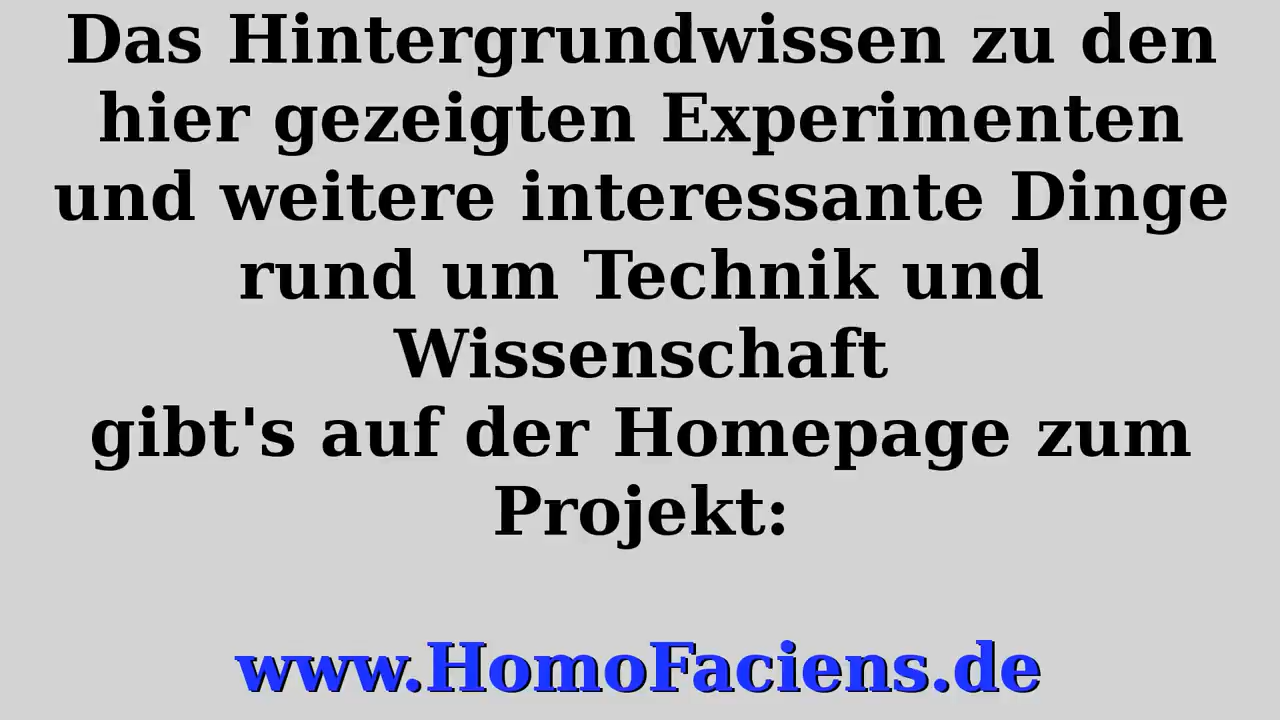 Das Hintergrundwissen zu den
hier gezeigten Experimenten
und weitere interessante Dinge
rund um Technik und
Wissenschaft
gibt's auf der Homepage zum
Projekt:
www.HomoFaciens.de